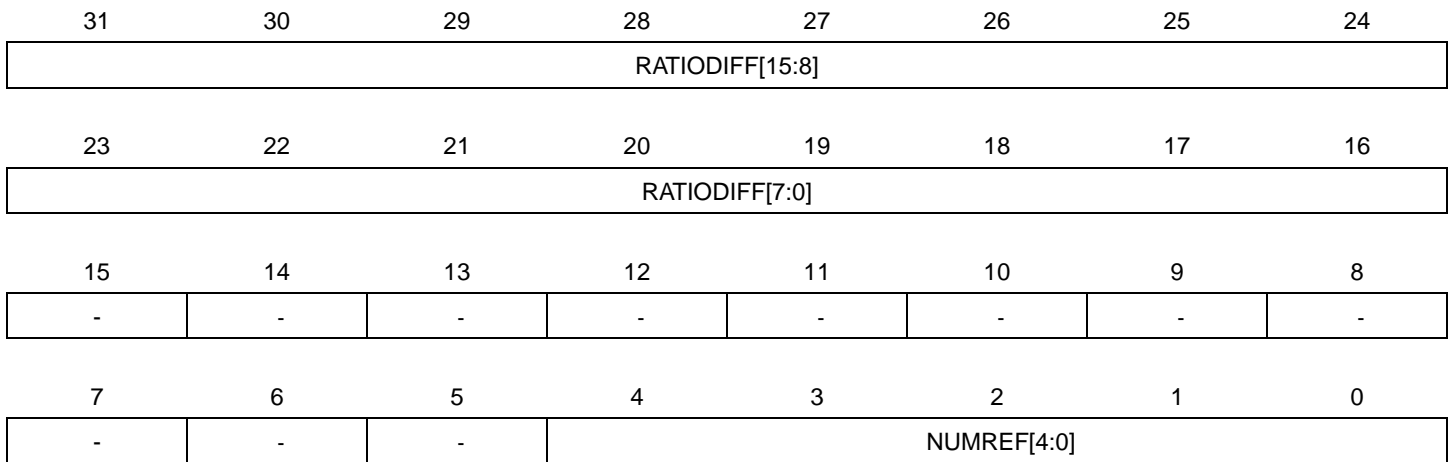 31 30 29 28 27 26 25 24
RATIODIFF[15:8]
23 22 21 20 19 18 17 16
RATIODIFF[7:0]
15 14 13 12 11 10 9 8
- - - - - - - -
7 6 5 4 3 2 1 0
- - - NUMREF[4:0]